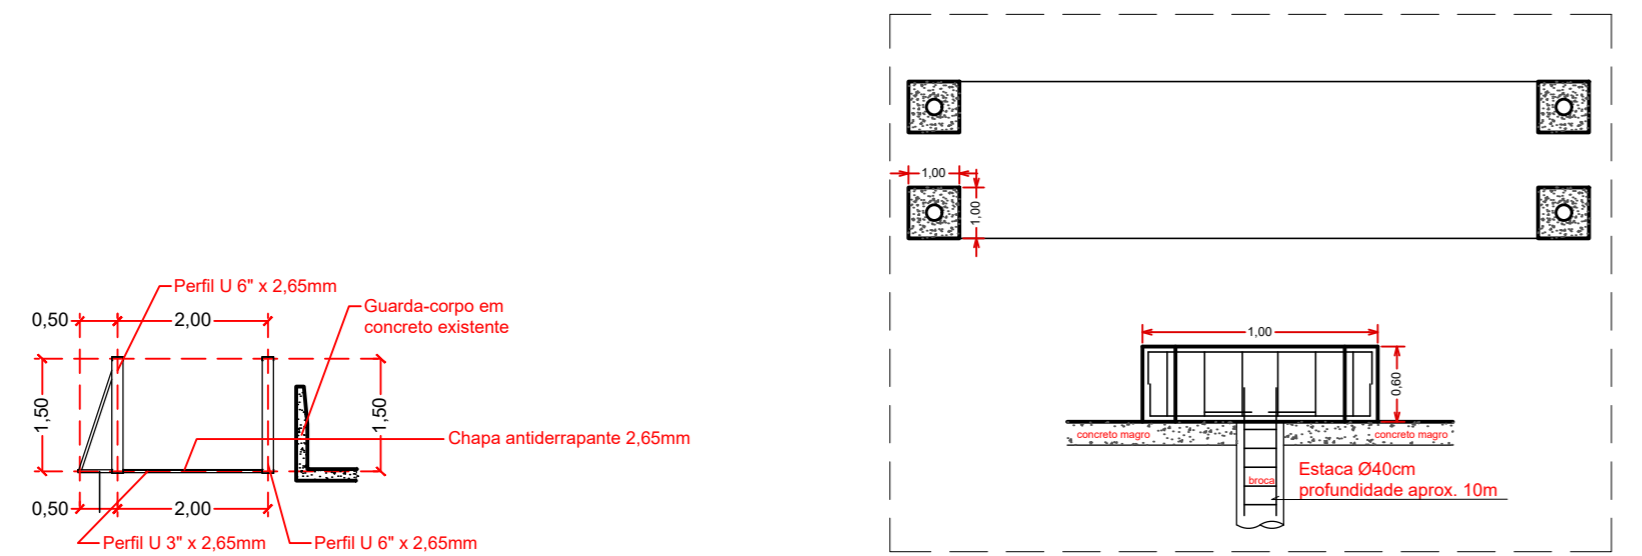 Perfil U 6" x 2,65mm
Guarda-corpo em
concreto existente
0,50
2,00
1,50
1,50
Chapa antiderrapante 2,65mm
0,50
2,00
Perfil U 3" x 2,65mm
Perfil U 6" x 2,65mm
1,00
1,00
1,00
0,60
concreto magro
concreto magro
broca
Estaca Ø40cm
profundidade aprox. 10m